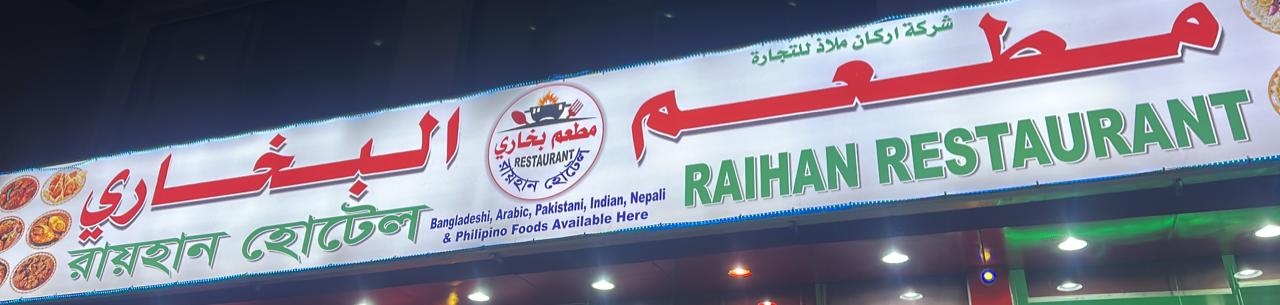 شركة اركان ملاذ للتجارة
مطعم البخاري
RAIHAN RESTAURANT
مطعم بخاري
RESTAURANT
রায়হান হোটেল
Bangladeshi, Arabic, Pakistani, Indian, Nepali
& Philipino Foods Available Here
রায়হান হোটেল